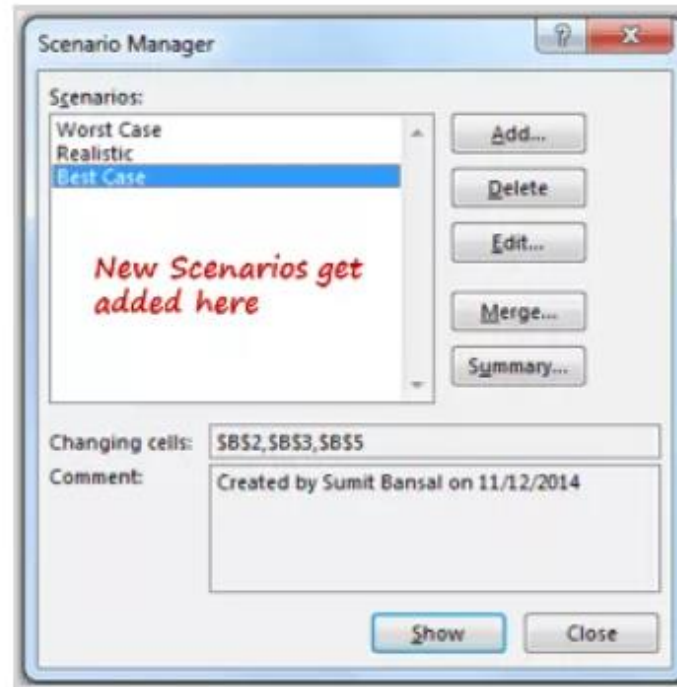 Scenario Manager
Scenarios:
Worst Case
Realistic
Best Case
New Scenarios get
added here
Add...
Delete
Edit...
Merge...
Summary...
Changing cells: $B$2,$B$3,$B$5
Comment: Created by Sumit Bansal on 11/12/2014
Show Close